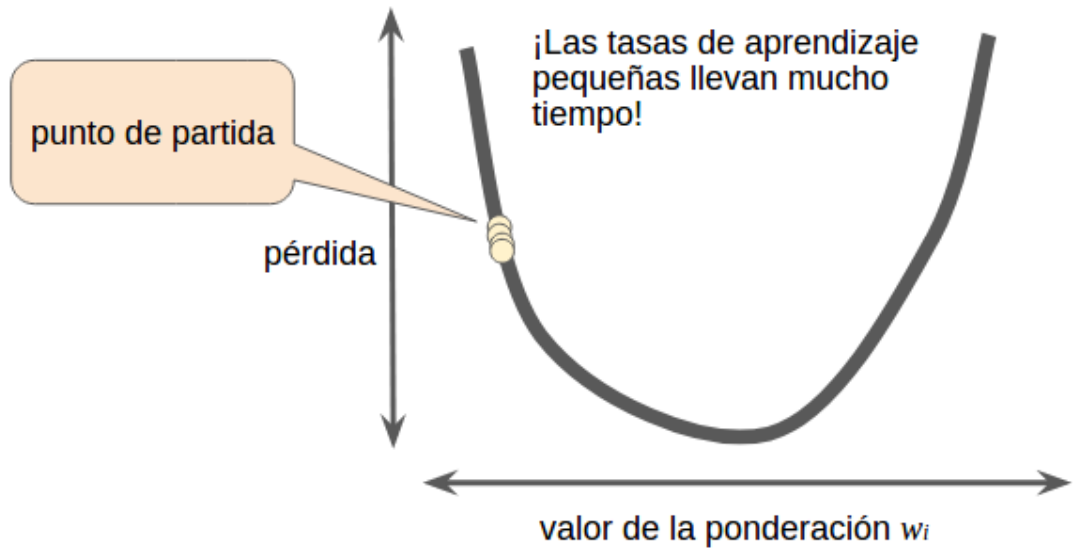 ¡Las tasas de aprendizaje
pequeñas llevan mucho
tiempo!
punto de partida
pérdida
valor de la ponderación wi